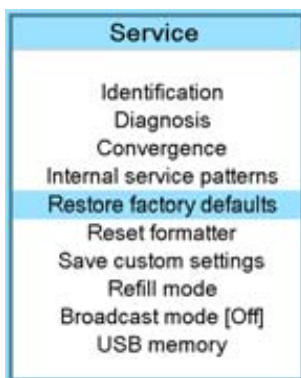 Service
Identification
Diagnosis
Convergence
Internal service patterns
Restore factory defaults
Reset formatter
Save custom settings
Refill mode
Broadcast mode [Off]
USB memory